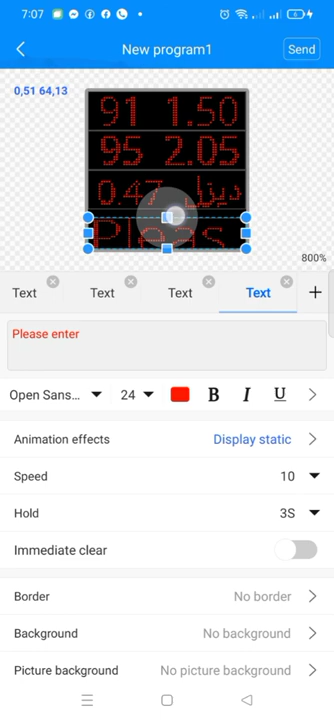 7:07
New program1
Send
0,51 64,13
91 1.50
95 2.05
0.47 ديزل
Pleas
800%
Text Text Text Text +
Please enter
Open Sans... 24 B I U
Animation effects Display static
Speed 10
Hold 3S
Immediate clear
Border No border
Background No background
Picture background No picture background